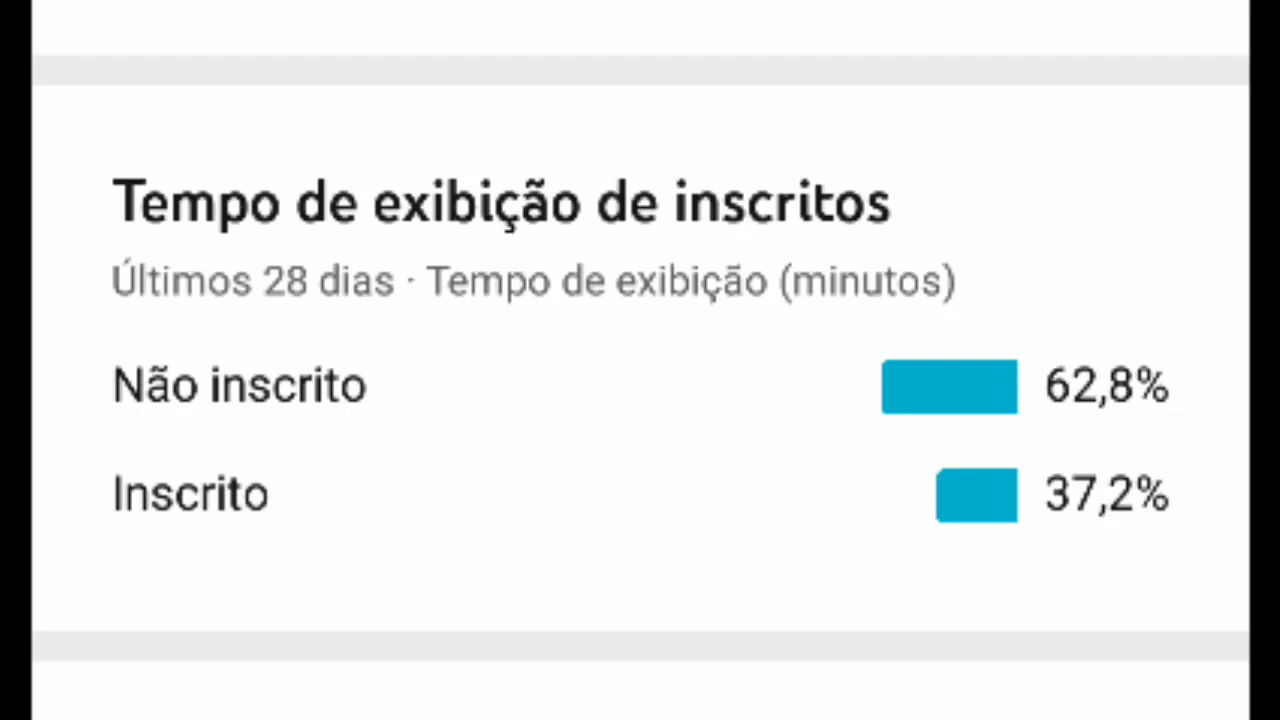 Tempo de exibição de inscritos
Últimos 28 dias · Tempo de exibição (minutos)
Não inscrito 62,8%
Inscrito 37,2%